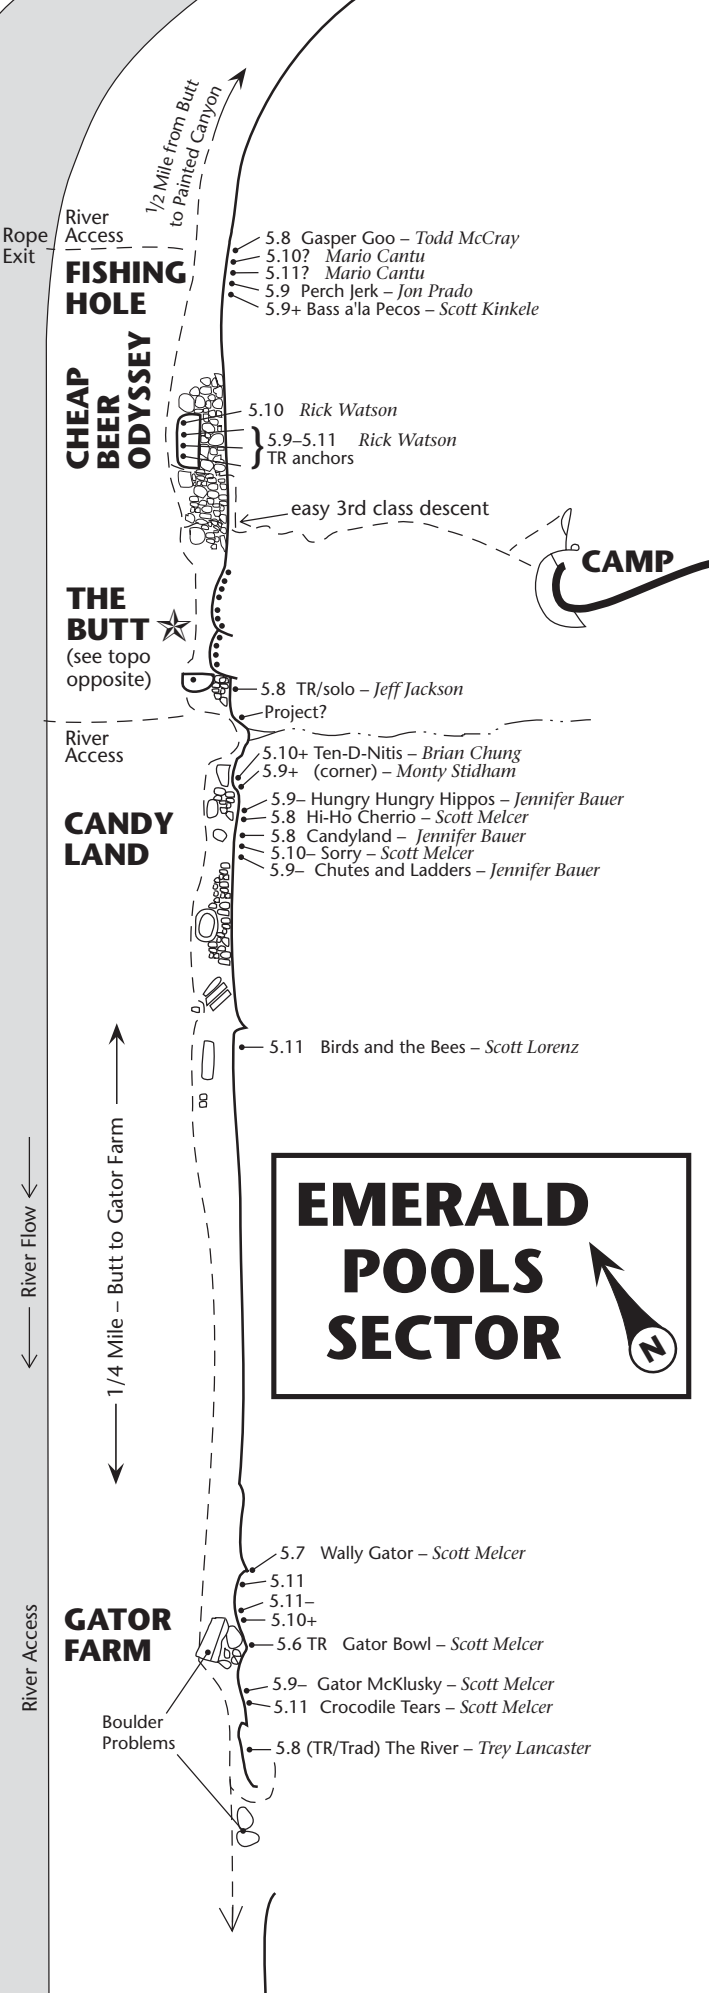 1/2 Mile from Butt
to Painted Canyon
River
Access
Rope
Exit
FISHING
HOLE
5.8 Gasper Goo – Todd McCray
5.10? Mario Cantu
5.11? Mario Cantu
5.9 Perch Jerk – Jon Prado
5.9+ Bass a'la Pecos – Scott Kinkele
CHEAP
BEER
ODYSSEY
5.10 Rick Watson
5.9–5.11 Rick Watson
TR anchors
easy 3rd class descent
CAMP
THE
BUTT
(see topo
opposite)
5.8 TR/solo – Jeff Jackson
Project?
River
Access
5.10+ Ten-D-Nitis – Brian Chung
5.9+ (corner) – Monty Stidham
CANDY
LAND
5.9– Hungry Hungry Hippos – Jennifer Bauer
5.8 Hi-Ho Cherrio – Scott Melcer
5.8 Candyland – Jennifer Bauer
5.10– Sorry – Scott Melcer
5.9– Chutes and Ladders – Jennifer Bauer
5.11 Birds and the Bees – Scott Lorenz
1/4 Mile – Butt to Gator Farm
River Flow
EMERALD
POOLS
SECTOR
N
5.7 Wally Gator – Scott Melcer
5.11
5.11–
5.10+
GATOR
FARM
5.6 TR Gator Bowl – Scott Melcer
River Access
5.9– Gator McKlusky – Scott Melcer
5.11 Crocodile Tears – Scott Melcer
Boulder
Problems
5.8 (TR/Trad) The River – Trey Lancaster